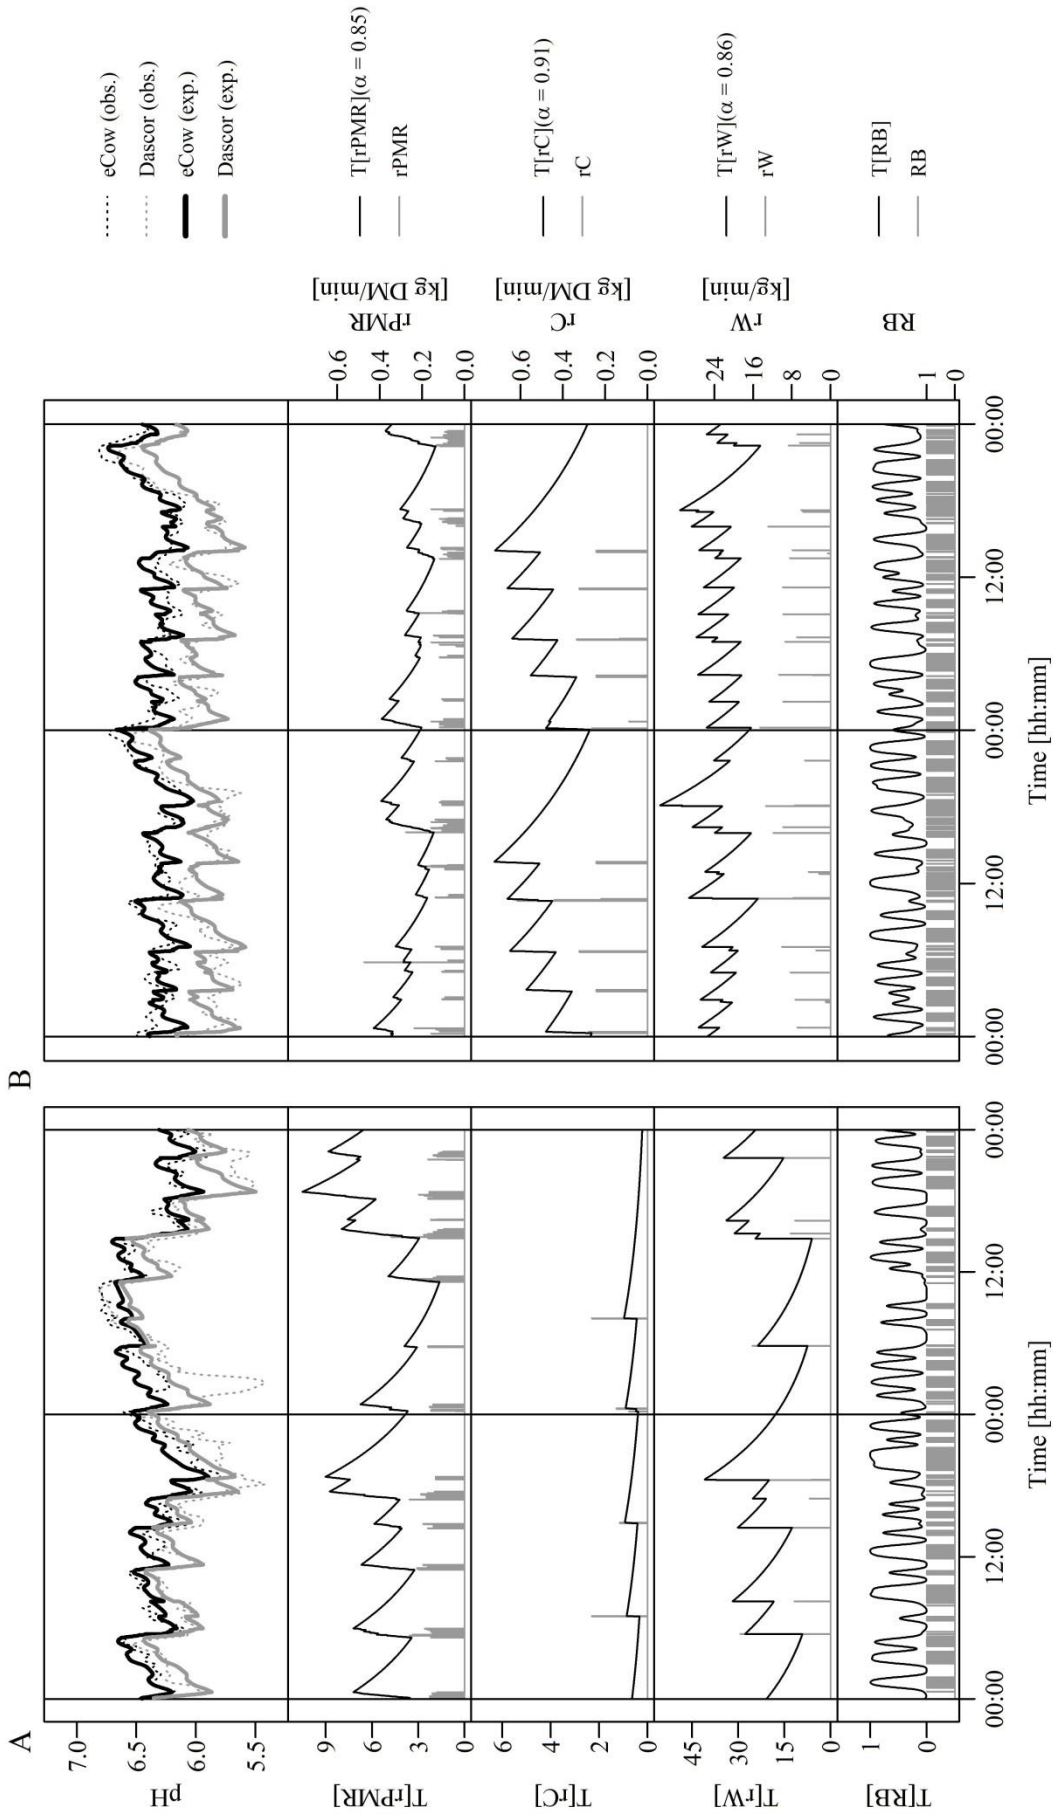 A
B
pH
7.0
6.5
6.0
5.5
eCow (obs.)
Dascor (obs.)
eCow (exp.)
Dascor (exp.)
T[rPMR]
9
6
3
0
0.6
0.4
0.2
0.0
rPMR
[kg DM/min]
T[rPMR](α = 0.85)
rPMR
T[rC]
6
4
2
0
0.6
0.4
0.2
0.0
rC
[kg DM/min]
T[rC](α = 0.91)
rC
T[rW]
45
30
15
0
24
16
8
0
rW
[kg/min]
T[rW](α = 0.86)
rW
T[RB]
1
0
1
0
RB
T[RB]
RB
00:00
12:00
00:00
12:00
00:00
00:00
12:00
00:00
12:00
00:00
Time [hh:mm]
Time [hh:mm]